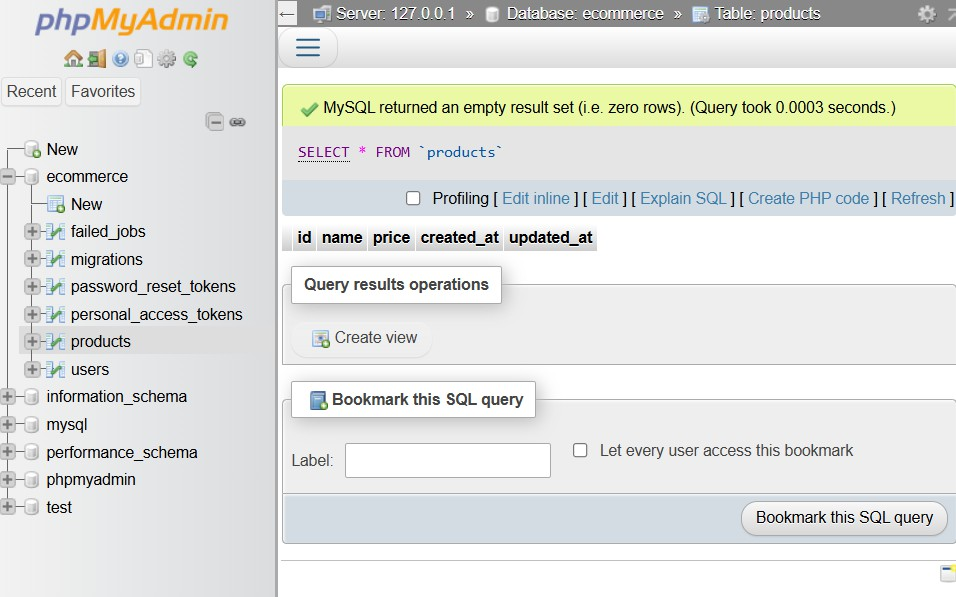 phpMyAdmin
Recent
Favorites
New
ecommerce
New
failed_jobs
migrations
password_reset_tokens
personal_access_tokens
products
users
information_schema
mysql
performance_schema
phpmyadmin
test
Server: 127.0.0.1 » Database: ecommerce » Table: products
MySQL returned an empty result set (i.e. zero rows). (Query took 0.0003 seconds.)
SELECT * FROM `products`
Profiling [ Edit inline ] [ Edit ] [ Explain SQL ] [ Create PHP code ] [ Refresh ]
id name price created_at updated_at
Query results operations
Create view
Bookmark this SQL query
Label:
Let every user access this bookmark
Bookmark this SQL query